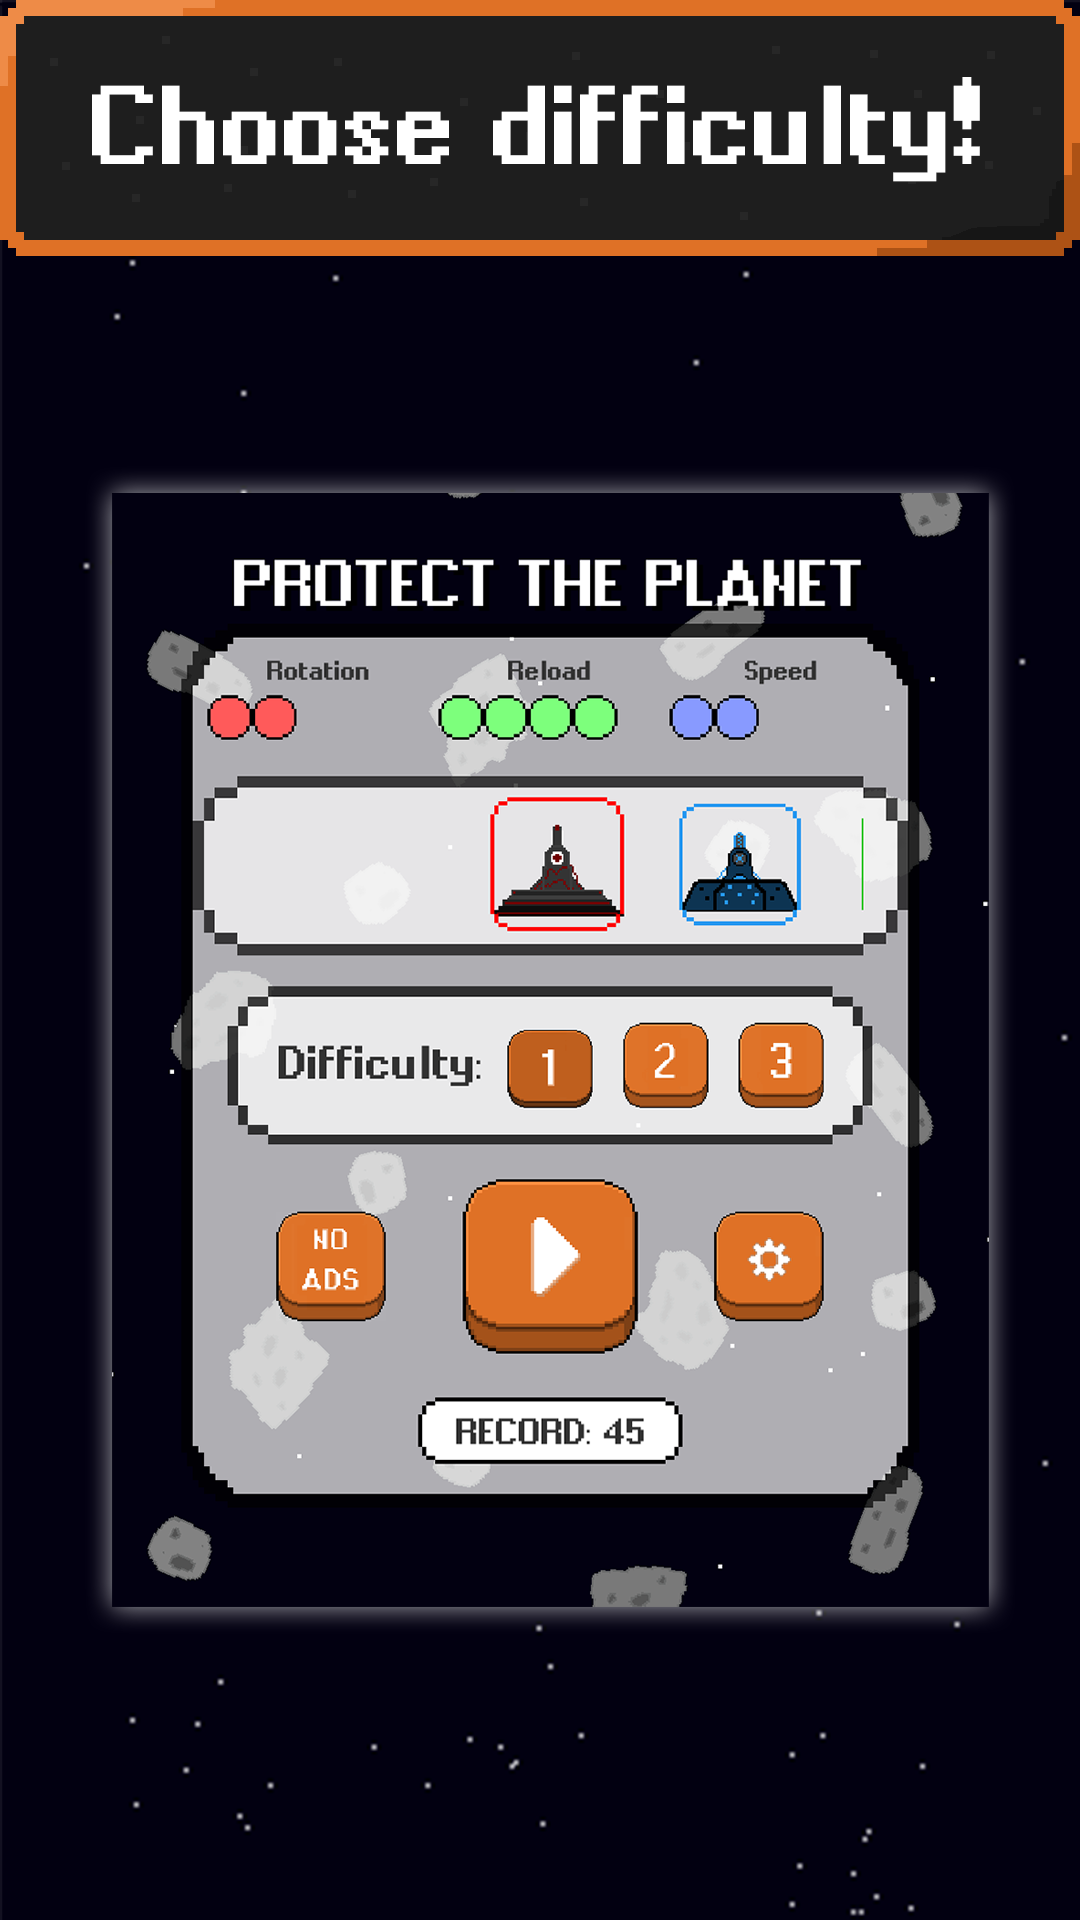 Choose difficulty!
PROTECT THE PLANET
Rotation Reload Speed
Difficulty: 1 2 3
NO
ADS
RECORD: 45